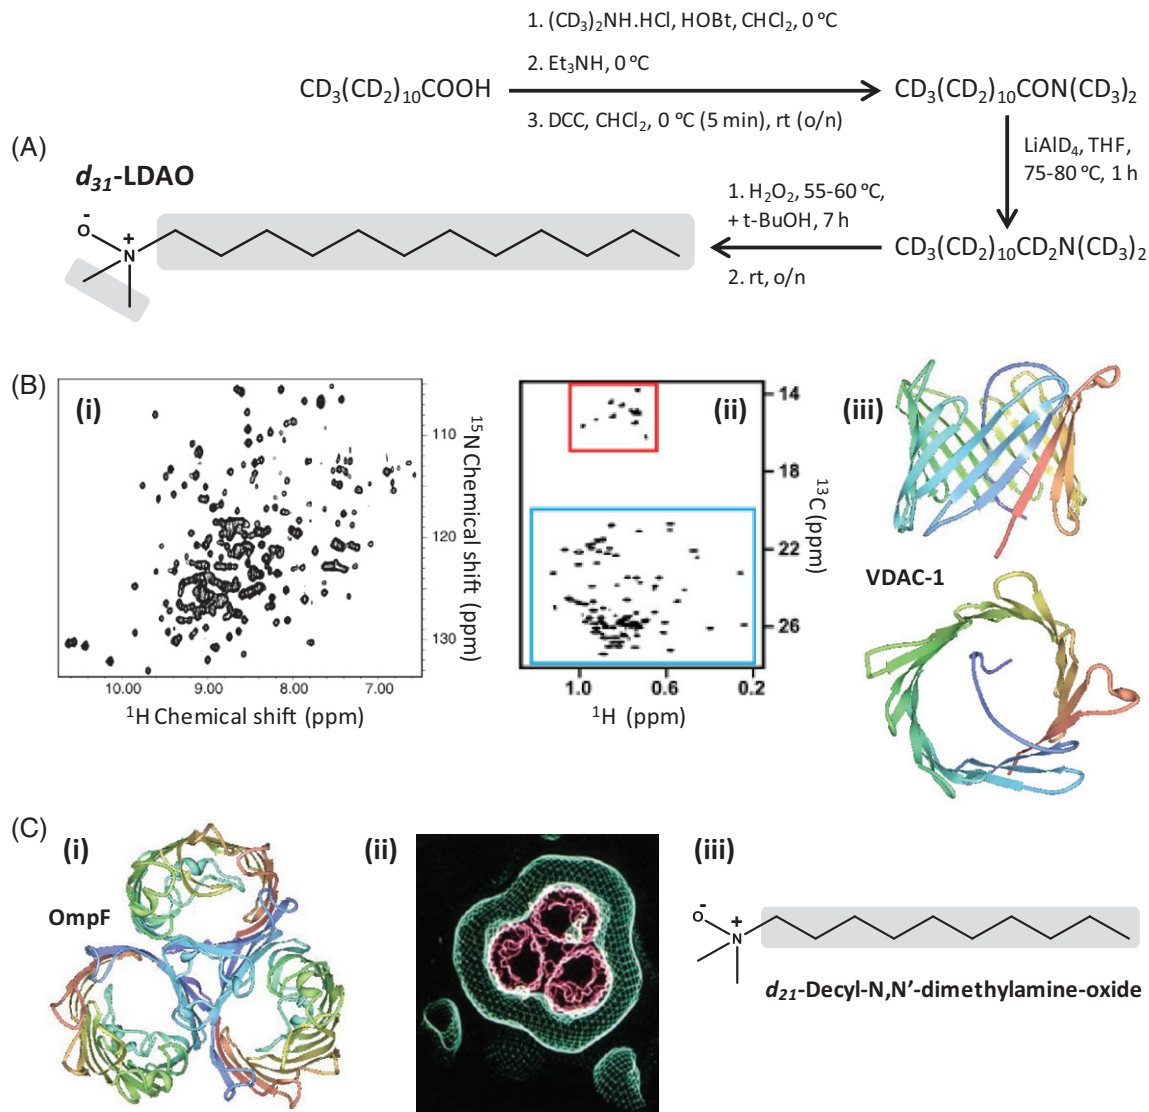 1. (CD₃)₂NH.HCl, HOBt, CHCl₂, 0 ºC
2. Et₃NH, 0 ºC
CD₃(CD₂)₁₀COOH
CD₃(CD₂)₁₀CON(CD₃)₂
3. DCC, CHCl₂, 0 ºC (5 min), rt (o/n)
(A)
LiAlD₄, THF,
75-80 ºC, 1 h
d₃₁-LDAO
1. H₂O₂, 55-60 ºC,
+ t-BuOH, 7 h
CD₃(CD₂)₁₀CD₂N(CD₃)₂
2. rt, o/n
-
O
+
N
(B)
(i)
110
120
130
¹⁵N Chemical shift (ppm)
10.00 9.00 8.00 7.00
¹H Chemical shift (ppm)
(ii)
14
18
22
26
¹³C (ppm)
1.0 0.6 0.2
¹H (ppm)
(iii)
VDAC-1
(C)
(i)
OmpF
(ii)
(iii)
-
O
+
N
d₂₁-Decyl-N,N’-dimethylamine-oxide